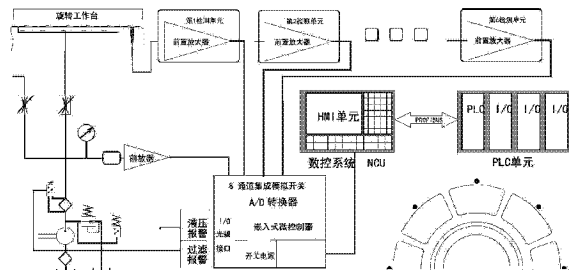 旋转工作台
第1检测单元
前置放大器
第2检测单元
前置放大器
第6检测单元
前置放大器
HMI单元
PROFIBUS
PLC
I/O
I/O
I/O
数控系统 NCU
PLC单元
前放器
8 通道集成模拟开关
A/D 转换器
嵌入式微控制器
开关电源
I/O
光隔
接口
液压
报警
过滤
报警